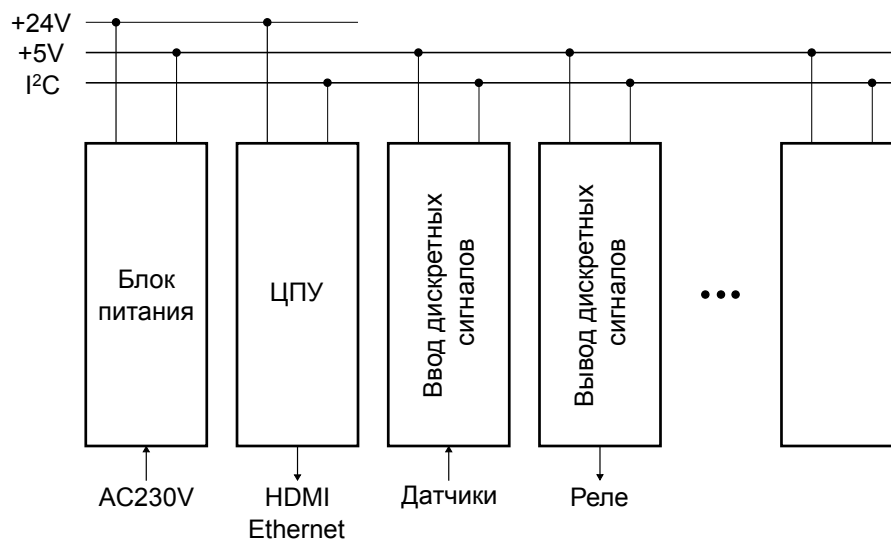 +24V
+5V
I²C
Блок
питания
ЦПУ
Ввод дискретных
сигналов
Вывод дискретных
сигналов
AC230V
HDMI
Ethernet
Датчики
Реле